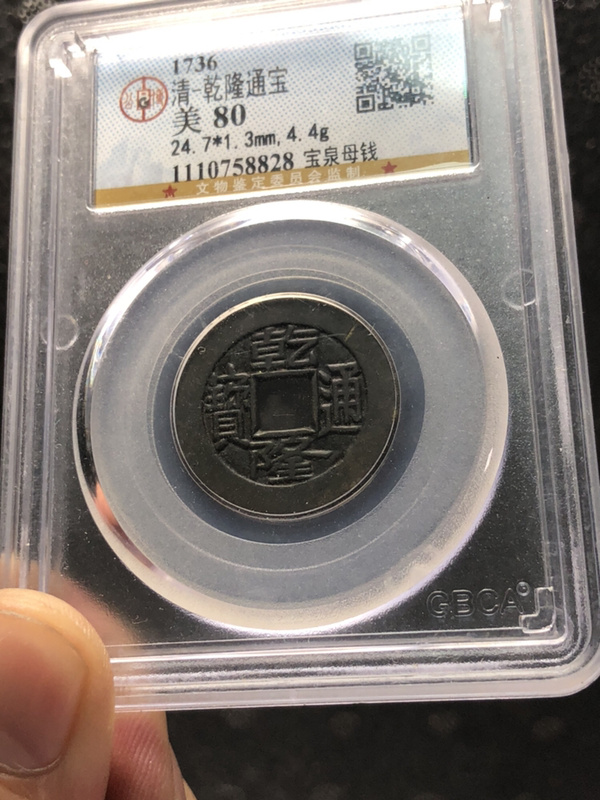 1736
清·乾隆通宝
美 80
24.7*1.3mm, 4.4g
1110758828 宝泉母钱
文物鉴定委员会监制
乾隆通寶
GBCA